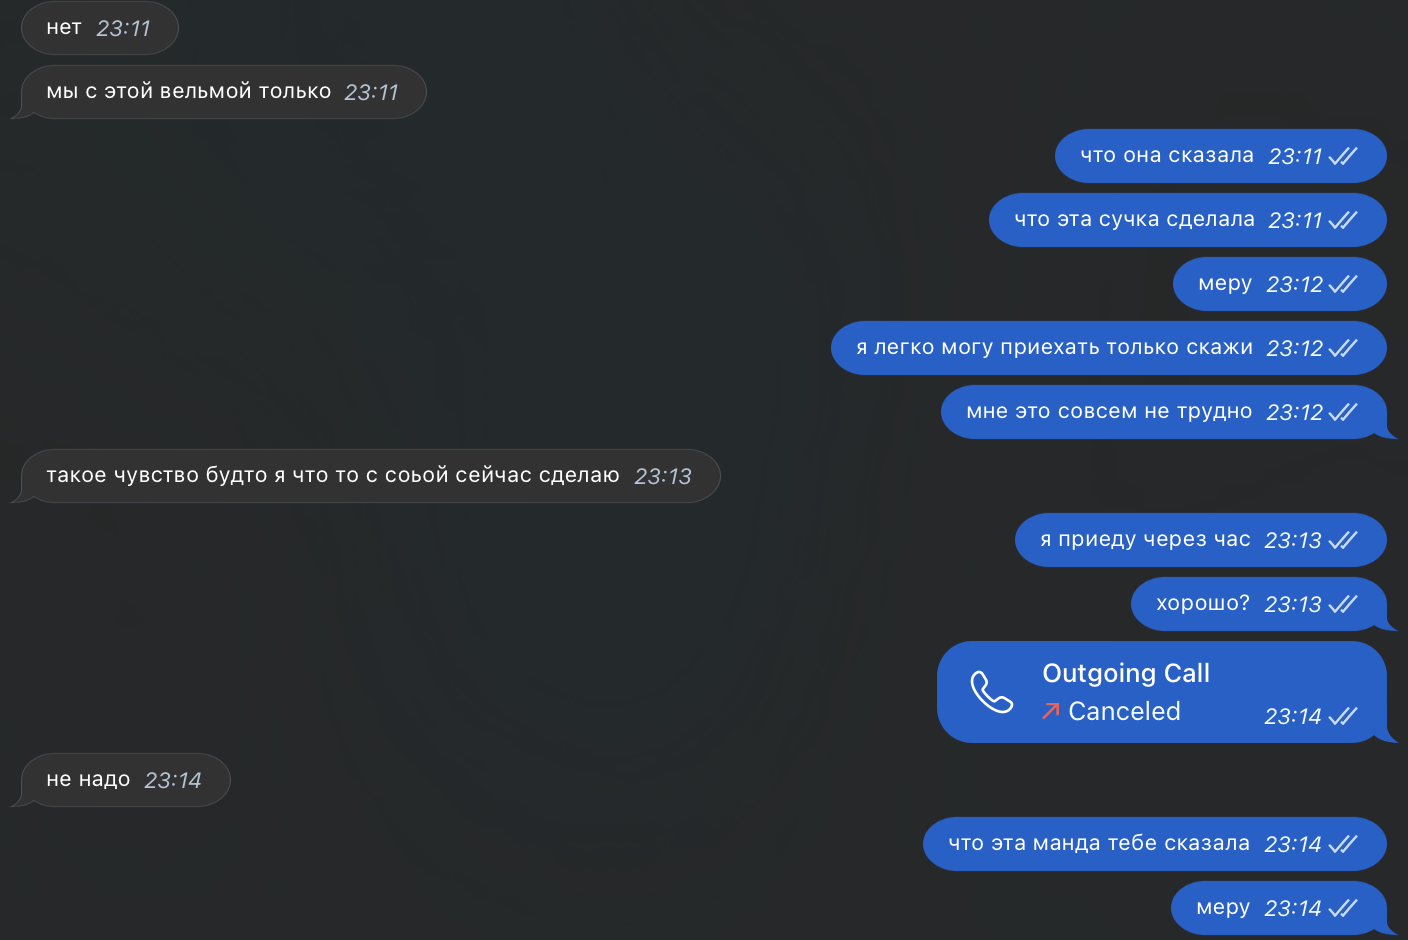 нет 23:11
мы с этой вельмой только 23:11
что она сказала 23:11
что эта сучка сделала 23:11
меру 23:12
я легко могу приехать только скажи 23:12
мне это совсем не трудно 23:12
такое чувство будто я что то с соьой сейчас сделаю 23:13
я приеду через час 23:13
хорошо? 23:13
Outgoing Call
Canceled 23:14
не надо 23:14
что эта манда тебе сказала 23:14
меру 23:14